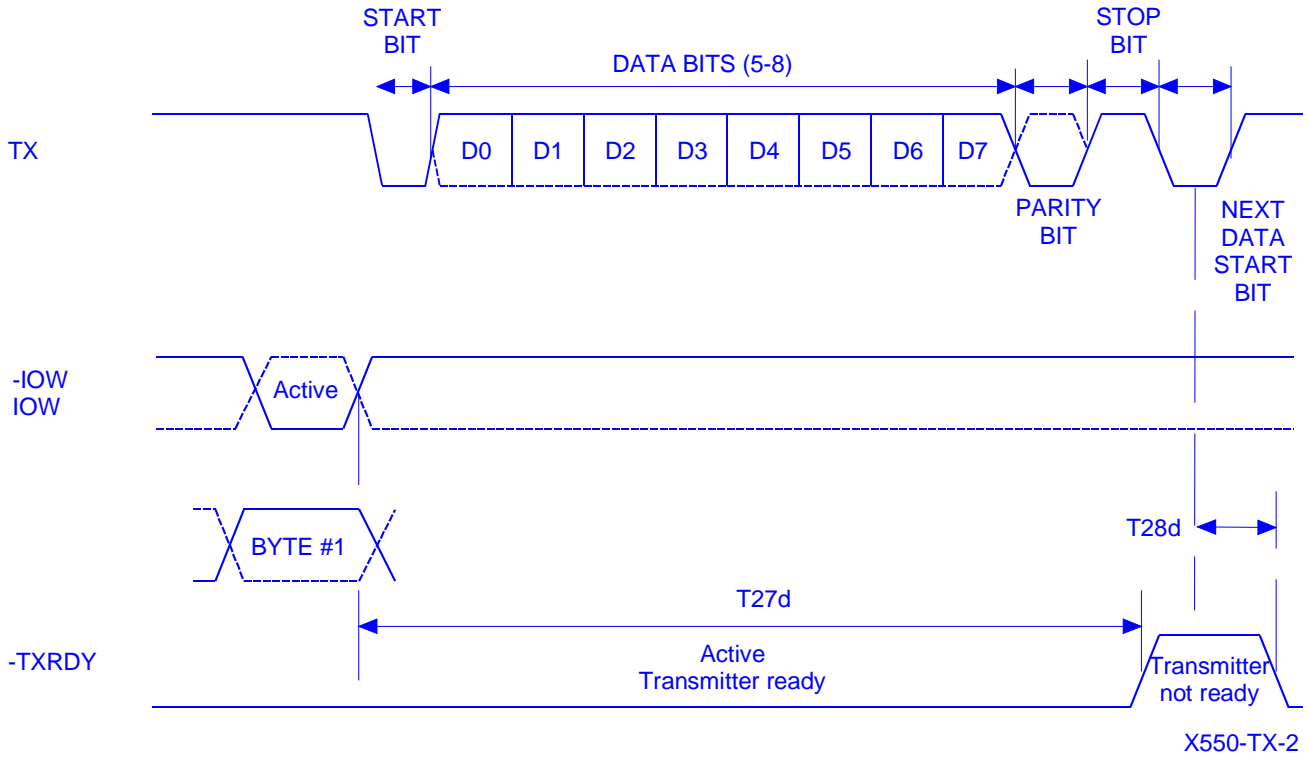 START
BIT
STOP
BIT
DATA BITS (5-8)
TX
D0 D1 D2 D3 D4 D5 D6 D7
PARITY
BIT
NEXT
DATA
START
BIT
-IOW
IOW
Active
BYTE #1
T28d
T27d
-TXRDY
Active
Transmitter ready
Transmitter
not ready
X550-TX-2